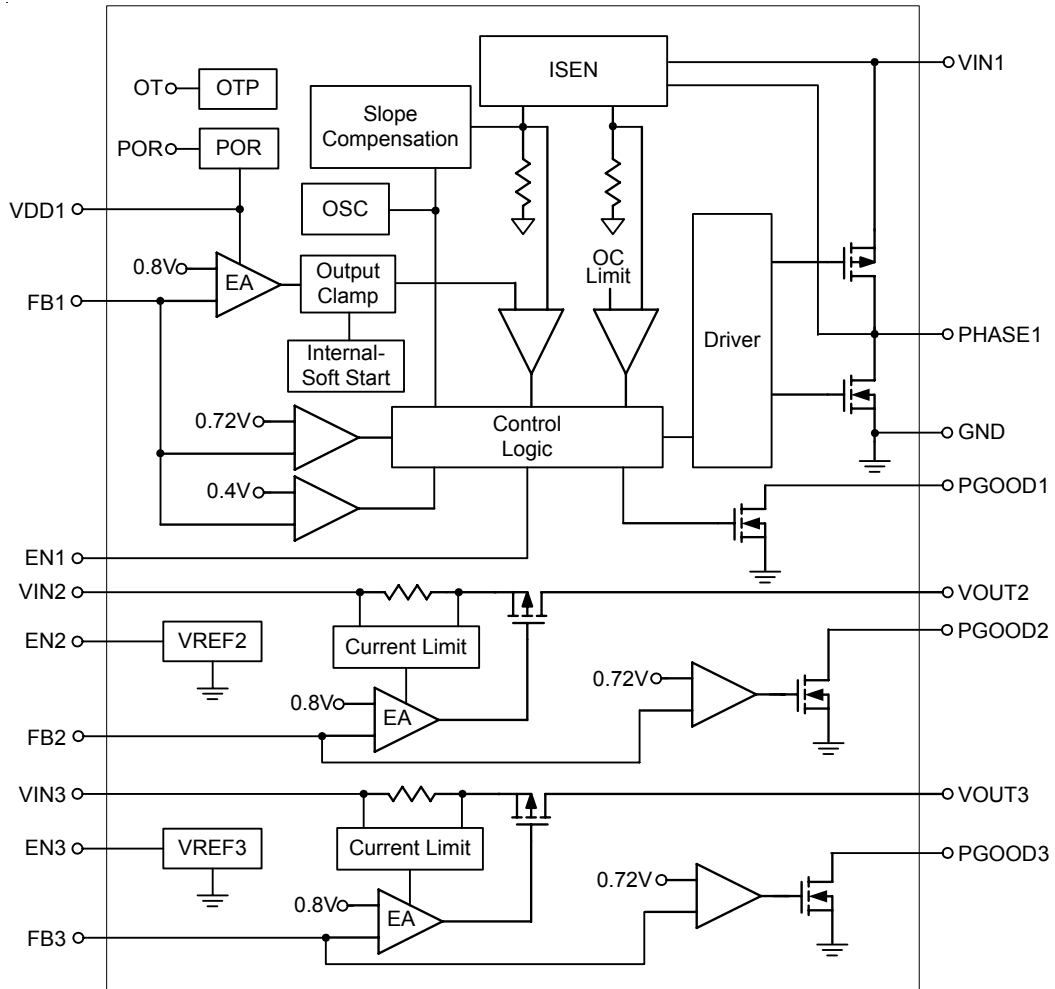 ISEN
VIN1
OT
OTP
Slope
Compensation
POR
POR
VDD1
OSC
0.8V
EA
Output
Clamp
OC
Limit
FB1
Driver
PHASE1
Internal-
Soft Start
0.72V
Control
Logic
GND
0.4V
PGOOD1
EN1
VIN2
VOUT2
EN2
VREF2
Current Limit
PGOOD2
0.8V
EA
0.72V
FB2
VIN3
VOUT3
EN3
VREF3
Current Limit
PGOOD3
0.8V
EA
0.72V
FB3